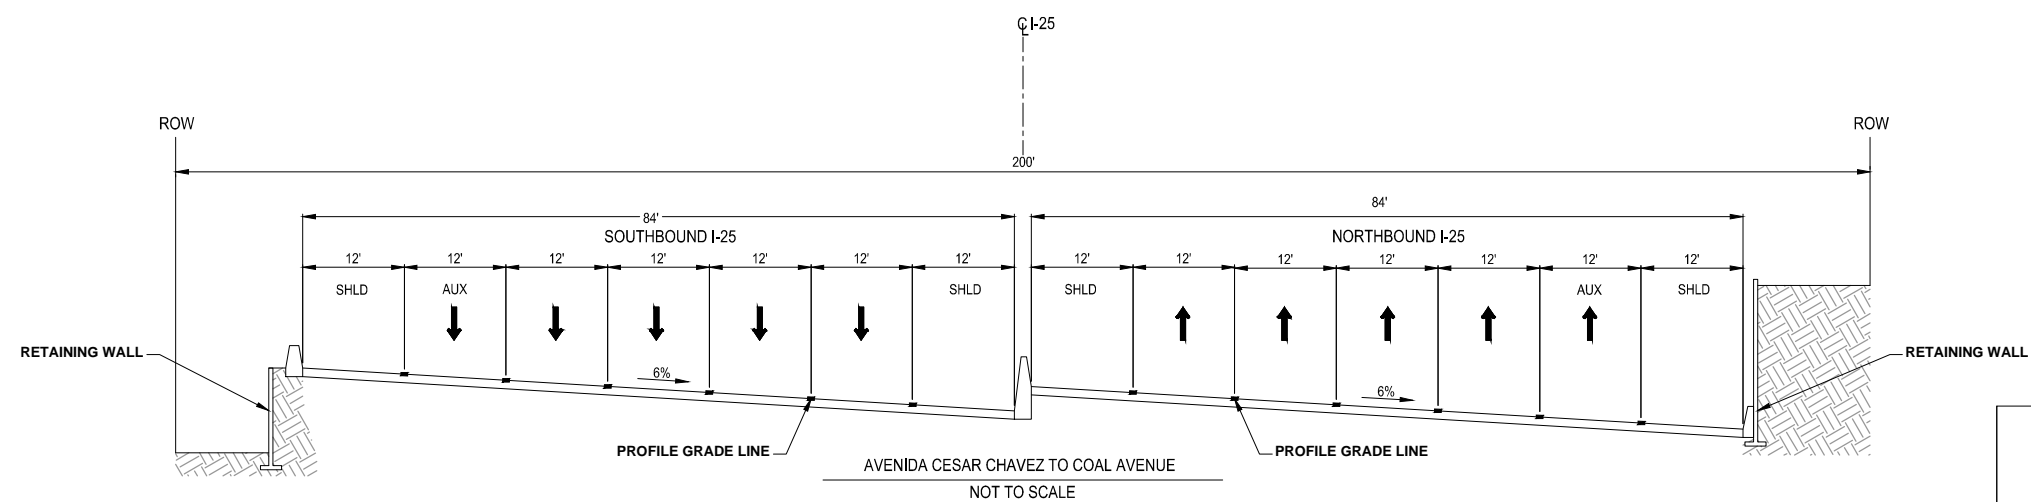 ℄ I-25
ROW
ROW
200'
84'
84'
SOUTHBOUND I-25
NORTHBOUND I-25
12' 12' 12' 12' 12' 12' 12' 12' 12' 12' 12' 12' 12' 12'
SHLD AUX SHLD SHLD AUX SHLD
RETAINING WALL
RETAINING WALL
6%
6%
PROFILE GRADE LINE
PROFILE GRADE LINE
AVENIDA CESAR CHAVEZ TO COAL AVENUE
NOT TO SCALE